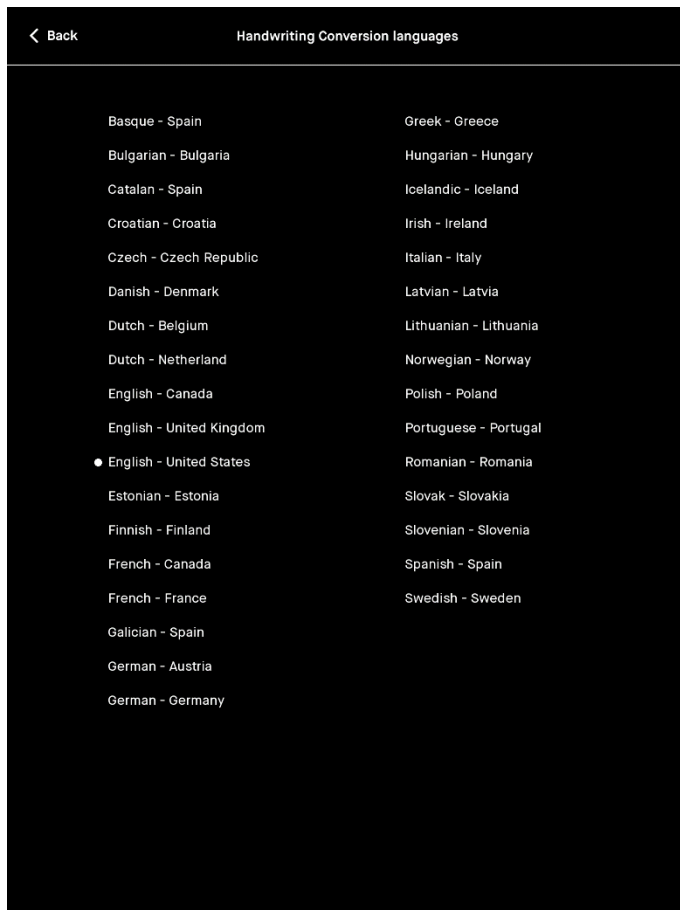 Back
Handwriting Conversion languages
Basque - Spain
Bulgarian - Bulgaria
Catalan - Spain
Croatian - Croatia
Czech - Czech Republic
Danish - Denmark
Dutch - Belgium
Dutch - Netherland
English - Canada
English - United Kingdom
English - United States
Estonian - Estonia
Finnish - Finland
French - Canada
French - France
Galician - Spain
German - Austria
German - Germany
Greek - Greece
Hungarian - Hungary
Icelandic - Iceland
Irish - Ireland
Italian - Italy
Latvian - Latvia
Lithuanian - Lithuania
Norwegian - Norway
Polish - Poland
Portuguese - Portugal
Romanian - Romania
Slovak - Slovakia
Slovenian - Slovenia
Spanish - Spain
Swedish - Sweden